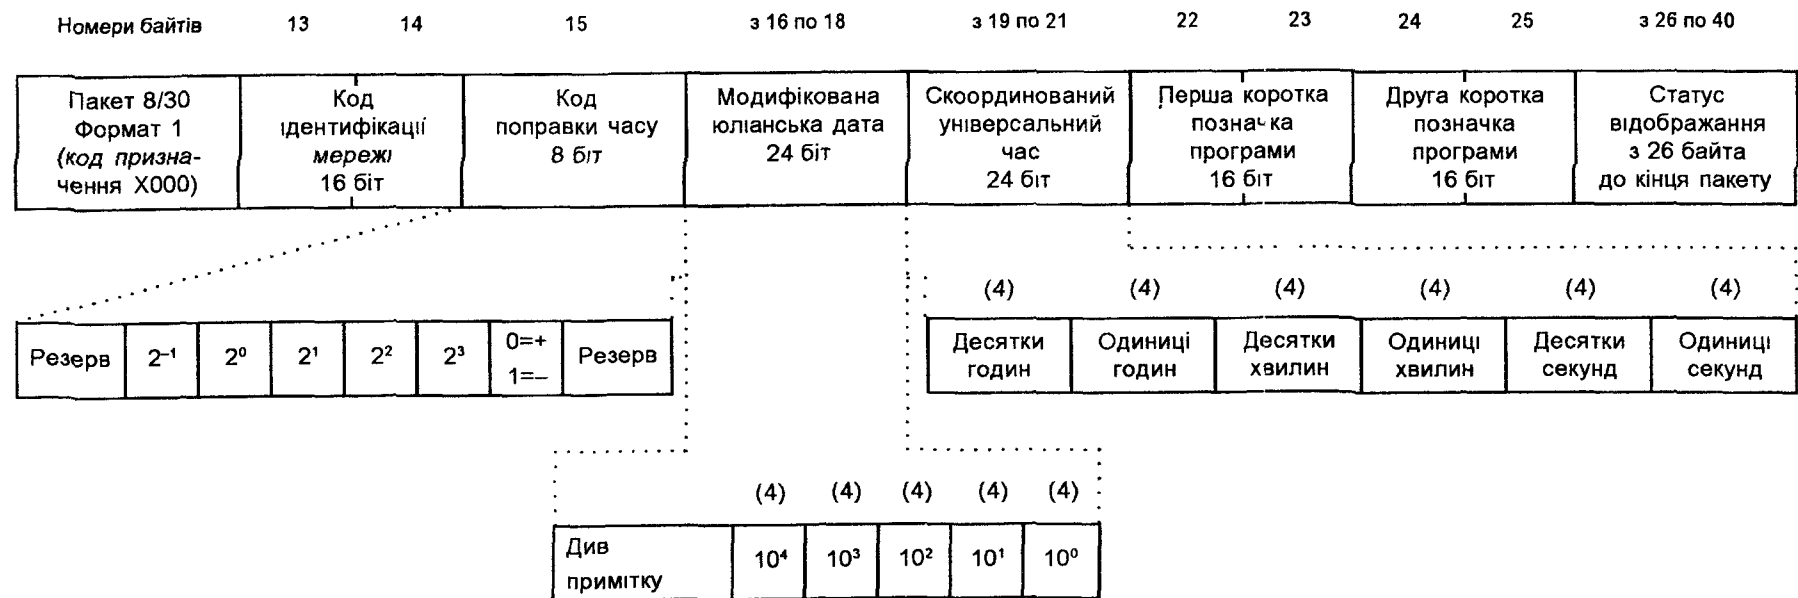 Номери байтів 13 14 15 з 16 по 18 з 19 по 21 22 23 24 25 з 26 по 40
Пакет 8/30 Код Код Модифікована Скоординований Перша коротка Друга коротка Статус
Формат 1 ідентифікації поправки часу юліанська дата універсальний позначка позначка відображання
(код призна- мережі 8 біт 24 біт час програми програми з 26 байта
чення X000) 16 біт 24 біт 16 біт 16 біт до кінця пакету
(4) (4) (4) (4) (4) (4)
Резерв 2⁻¹ 2⁰ 2¹ 2² 2³ 0=+ Резерв
1=–
Десятки Одиниці Десятки Одиниці Десятки Одиниці
годин годин хвилин хвилин секунд секунд
(4) (4) (4) (4) (4)
Див 10⁴ 10³ 10² 10¹ 10⁰
примітку